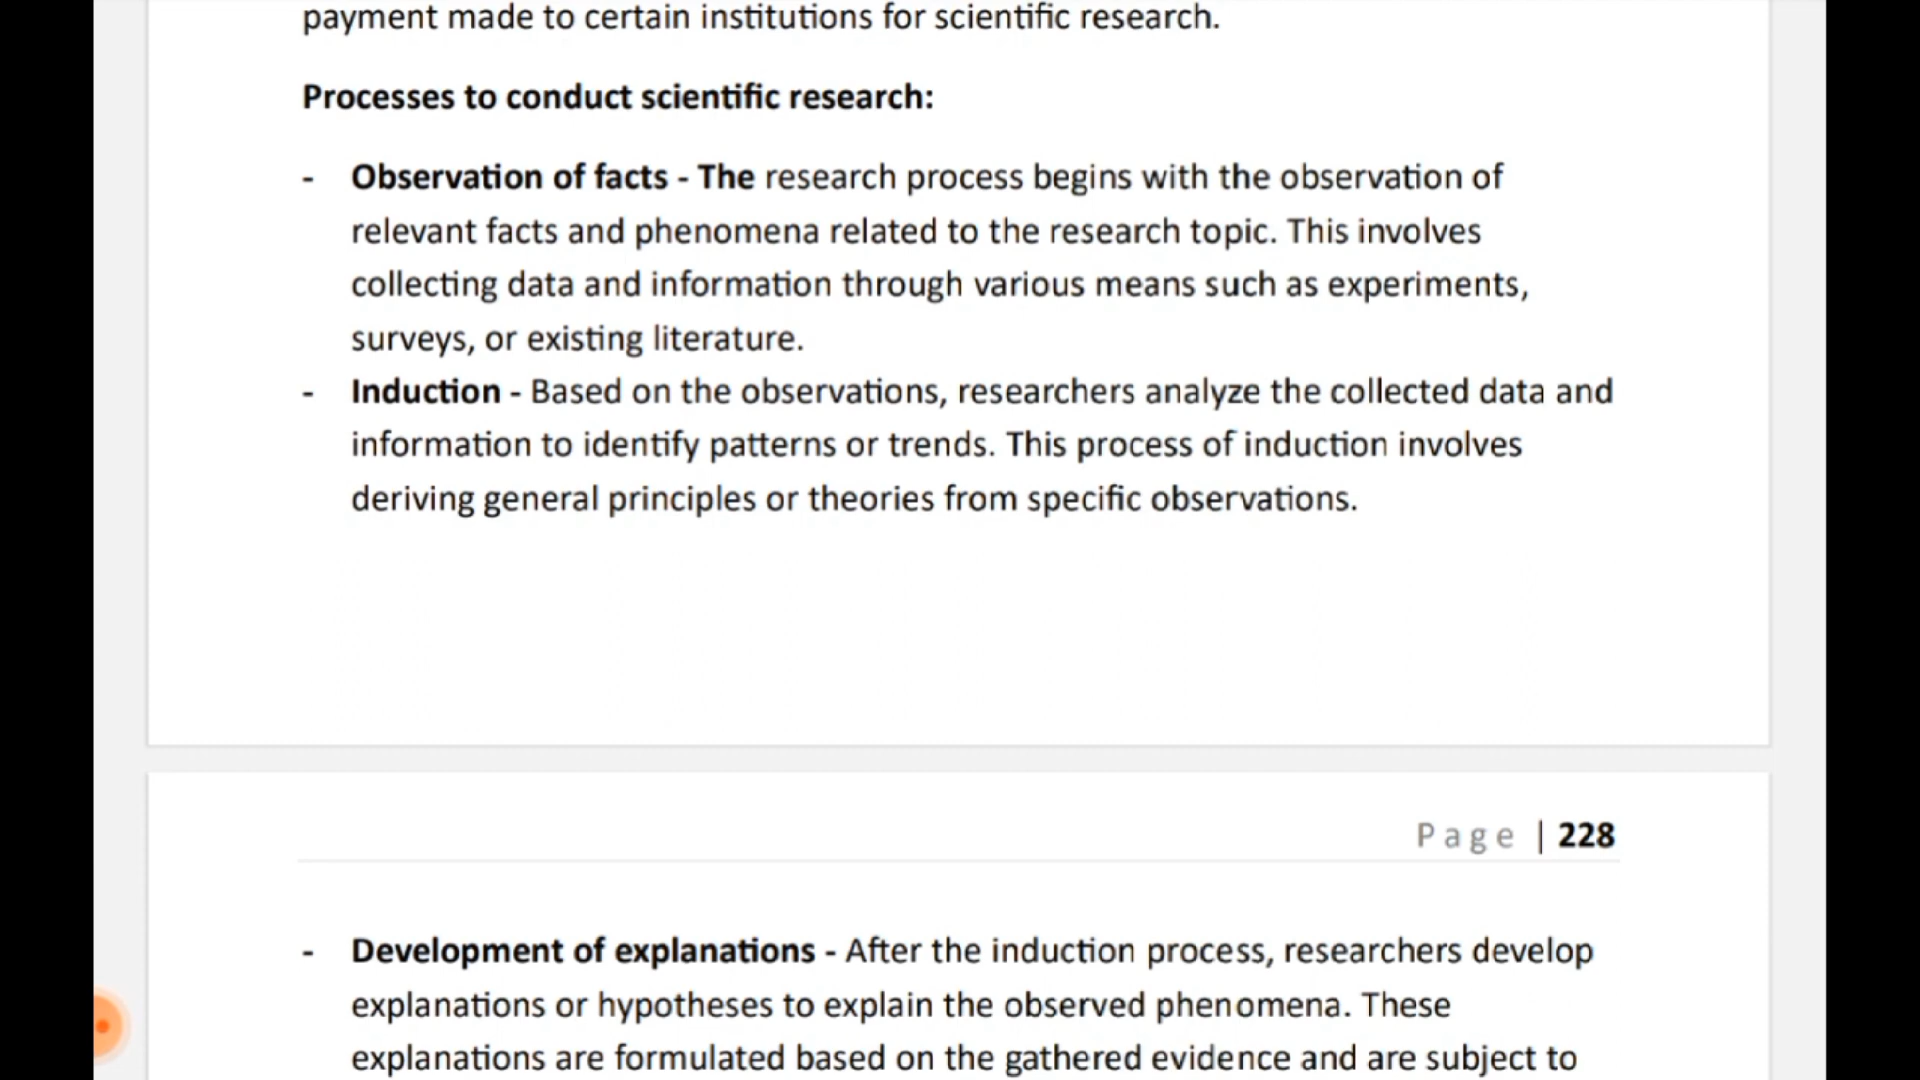 payment made to certain institutions for scientific research.
Processes to conduct scientific research:
- Observation of facts - The research process begins with the observation of
relevant facts and phenomena related to the research topic. This involves
collecting data and information through various means such as experiments,
surveys, or existing literature.
- Induction - Based on the observations, researchers analyze the collected data and
information to identify patterns or trends. This process of induction involves
deriving general principles or theories from specific observations.
Page | 228
- Development of explanations - After the induction process, researchers develop
explanations or hypotheses to explain the observed phenomena. These
explanations are formulated based on the gathered evidence and are subject to